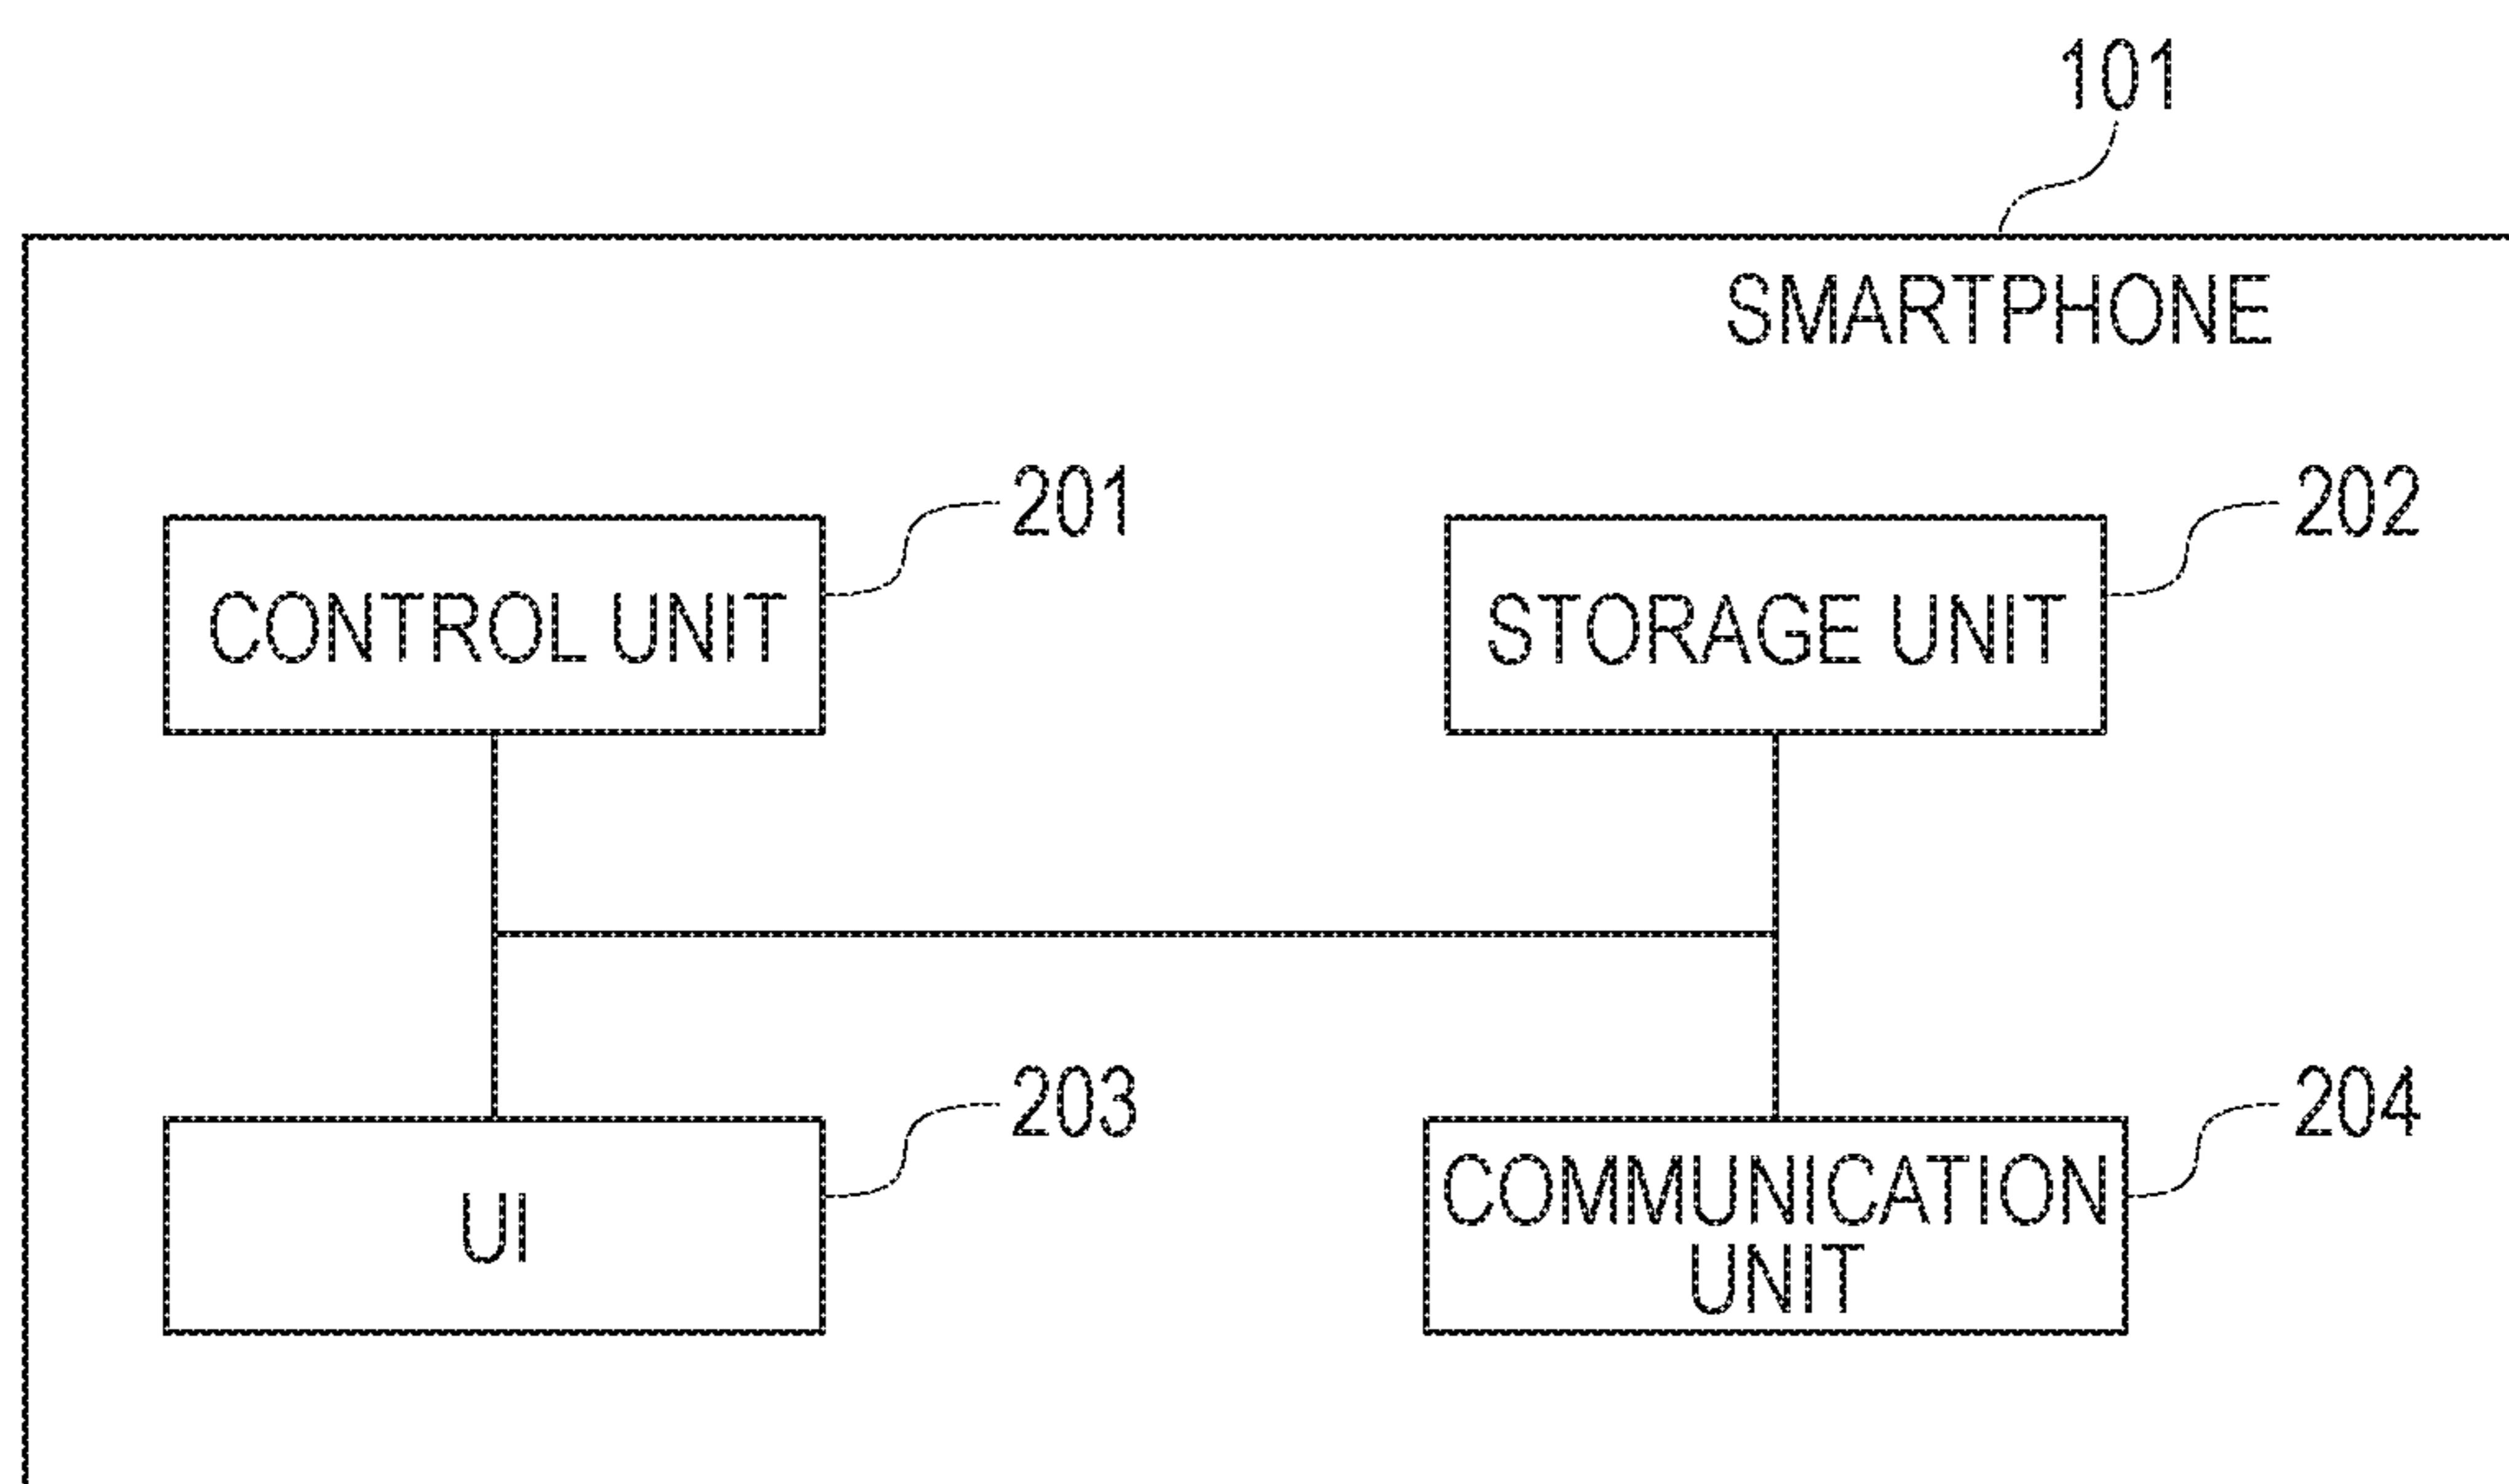 101
SMARTPHONE
201
202
CONTROL UNIT
STORAGE UNIT
203
204
UI
COMMUNICATION
UNIT